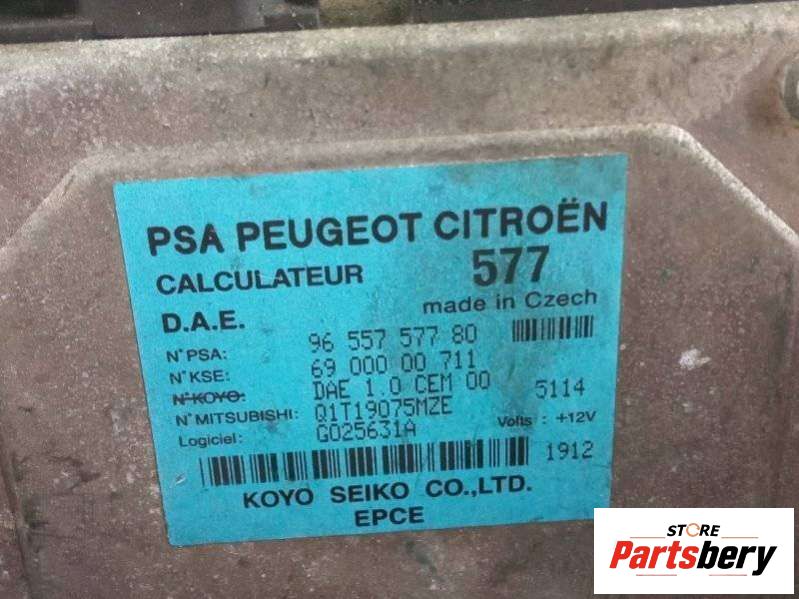 PSA PEUGEOT CITROËN
CALCULATEUR 577
D.A.E. made in Czech
N°PSA: 96 557 577 80
N°KSE: 69 000 00 711
N°KOYO: DAE 1.0 CEM 00 5114
N°MITSUBISHI: Q1T19075MZE Volts : +12V
Logiciel: G025631A
1912
KOYO SEIKO CO.,LTD.
EPCE
STORE
Partsbery